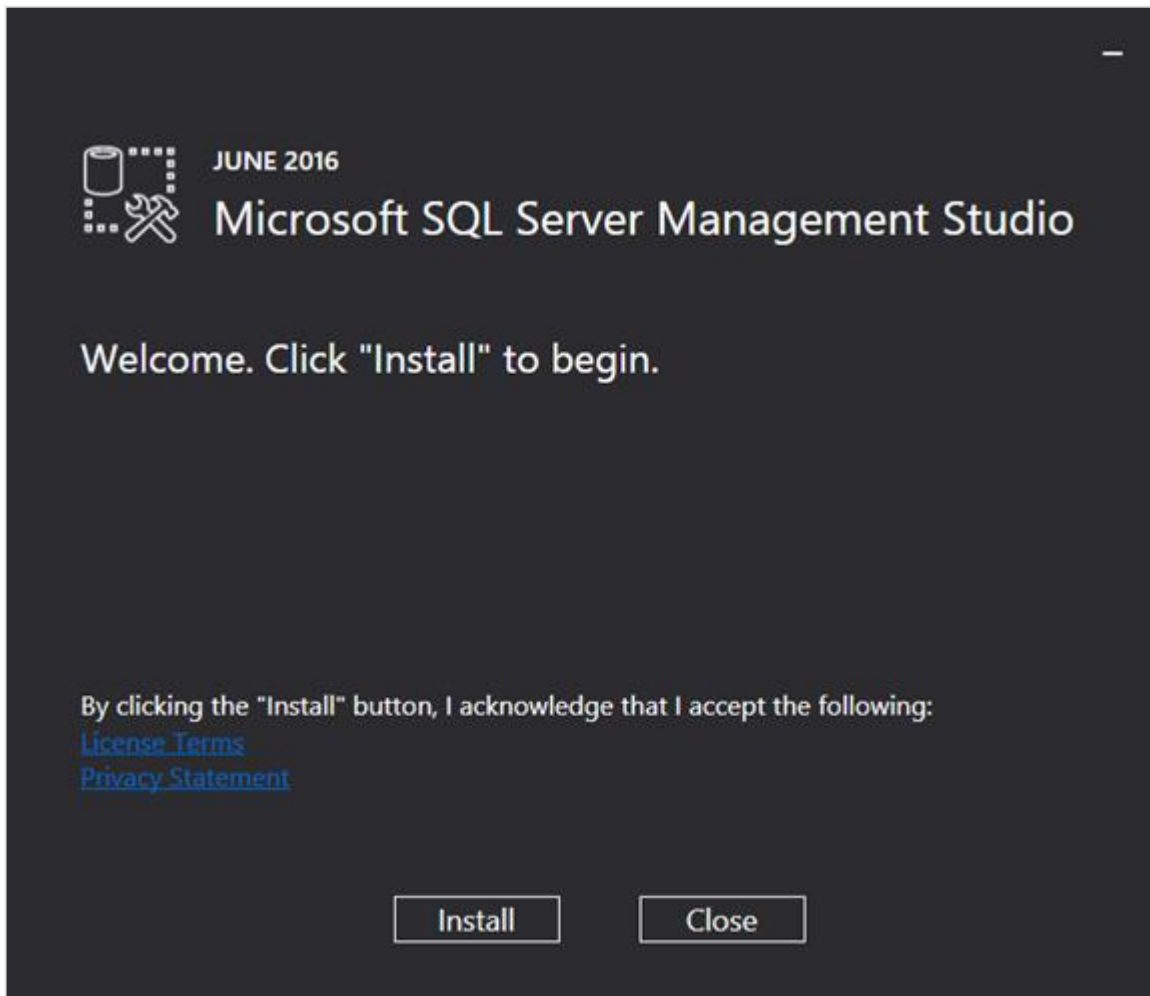 JUNE 2016
Microsoft SQL Server Management Studio
Welcome. Click "Install" to begin.
By clicking the "Install" button, I acknowledge that I accept the following:
License Terms
Privacy Statement
Install Close